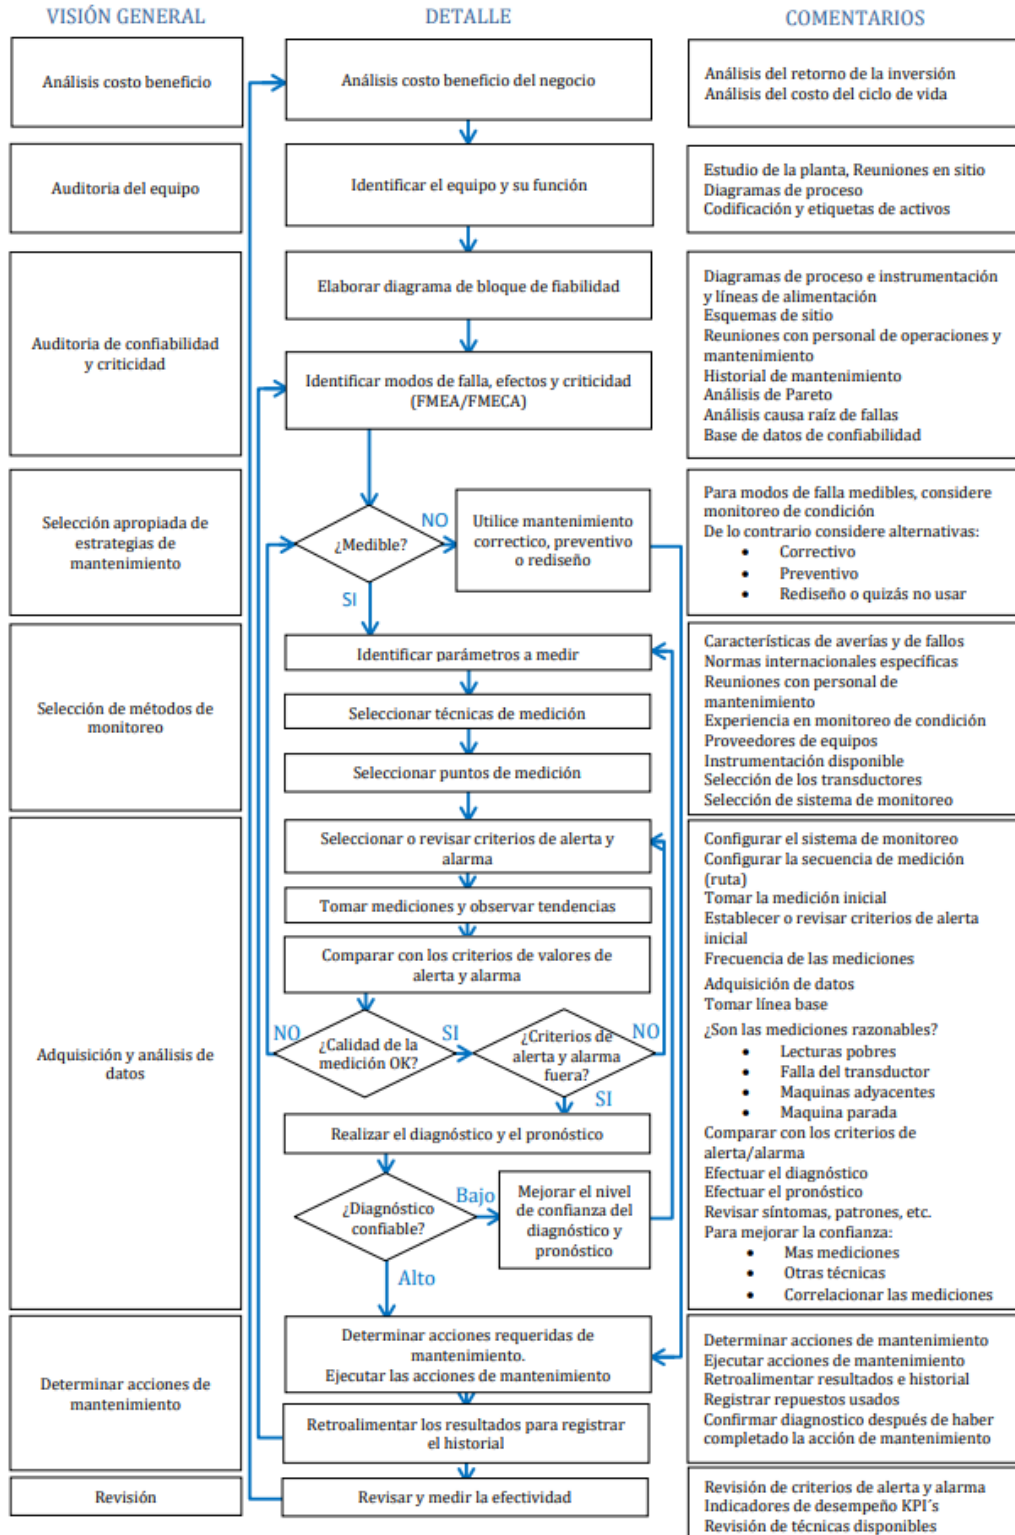 VISIÓN GENERAL
DETALLE
COMENTARIOS
Análisis costo beneficio
Análisis costo beneficio del negocio
Análisis del retorno de la inversión
Análisis del costo del ciclo de vida
Auditoria del equipo
Identificar el equipo y su función
Estudio de la planta, Reuniones en sitio
Diagramas de proceso
Codificación y etiquetas de activos
Auditoria de confiabilidad
y criticidad
Elaborar diagrama de bloque de fiabilidad
Identificar modos de falla, efectos y criticidad
(FMEA/FMECA)
Diagramas de proceso e instrumentación
y líneas de alimentación
Esquemas de sitio
Reuniones con personal de operaciones y
mantenimiento
Historial de mantenimiento
Análisis de Pareto
Análisis causa raíz de fallas
Base de datos de confiabilidad
Selección apropiada de
estrategias de
mantenimiento
¿Medible?
NO
SI
Utilice mantenimiento
correctico, preventivo
o rediseño
Para modos de falla medibles, considere
monitoreo de condición
De lo contrario considere alternativas:
• Correctivo
• Preventivo
• Rediseño o quizás no usar
Selección de métodos de
monitoreo
Identificar parámetros a medir
Seleccionar técnicas de medición
Seleccionar puntos de medición
Características de averías y de fallos
Normas internacionales específicas
Reuniones con personal de
mantenimiento
Experiencia en monitoreo de condición
Proveedores de equipos
Instrumentación disponible
Selección de los transductores
Selección de sistema de monitoreo
Adquisición y análisis de
datos
Seleccionar o revisar criterios de alerta y
alarma
Tomar mediciones y observar tendencias
Comparar con los criterios de valores de
alerta y alarma
NO
¿Calidad de la
medición OK?
SI
¿Criterios de
alerta y alarma
fuera?
NO
SI
Realizar el diagnóstico y el pronóstico
¿Diagnóstico
confiable?
Bajo
Alto
Mejorar el nivel
de confianza del
diagnóstico y
pronóstico
Configurar el sistema de monitoreo
Configurar la secuencia de medición
(ruta)
Tomar la medición inicial
Establecer o revisar criterios de alerta
inicial
Frecuencia de las mediciones
Adquisición de datos
Tomar línea base
¿Son las mediciones razonables?
• Lecturas pobres
• Falla del transductor
• Maquinas adyacentes
• Maquina parada
Comparar con los criterios de
alerta/alarma
Efectuar el diagnóstico
Efectuar el pronóstico
Revisar síntomas, patrones, etc.
Para mejorar la confianza:
• Mas mediciones
• Otras técnicas
• Correlacionar las mediciones
Determinar acciones de
mantenimiento
Determinar acciones requeridas de
mantenimiento.
Ejecutar las acciones de mantenimiento
Retroalimentar los resultados para registrar
el historial
Determinar acciones de mantenimiento
Ejecutar acciones de mantenimiento
Retroalimentar resultados e historial
Registrar repuestos usados
Confirmar diagnostico después de haber
completado la acción de mantenimiento
Revisión
Revisar y medir la efectividad
Revisión de criterios de alerta y alarma
Indicadores de desempeño KPI´s
Revisión de técnicas disponibles